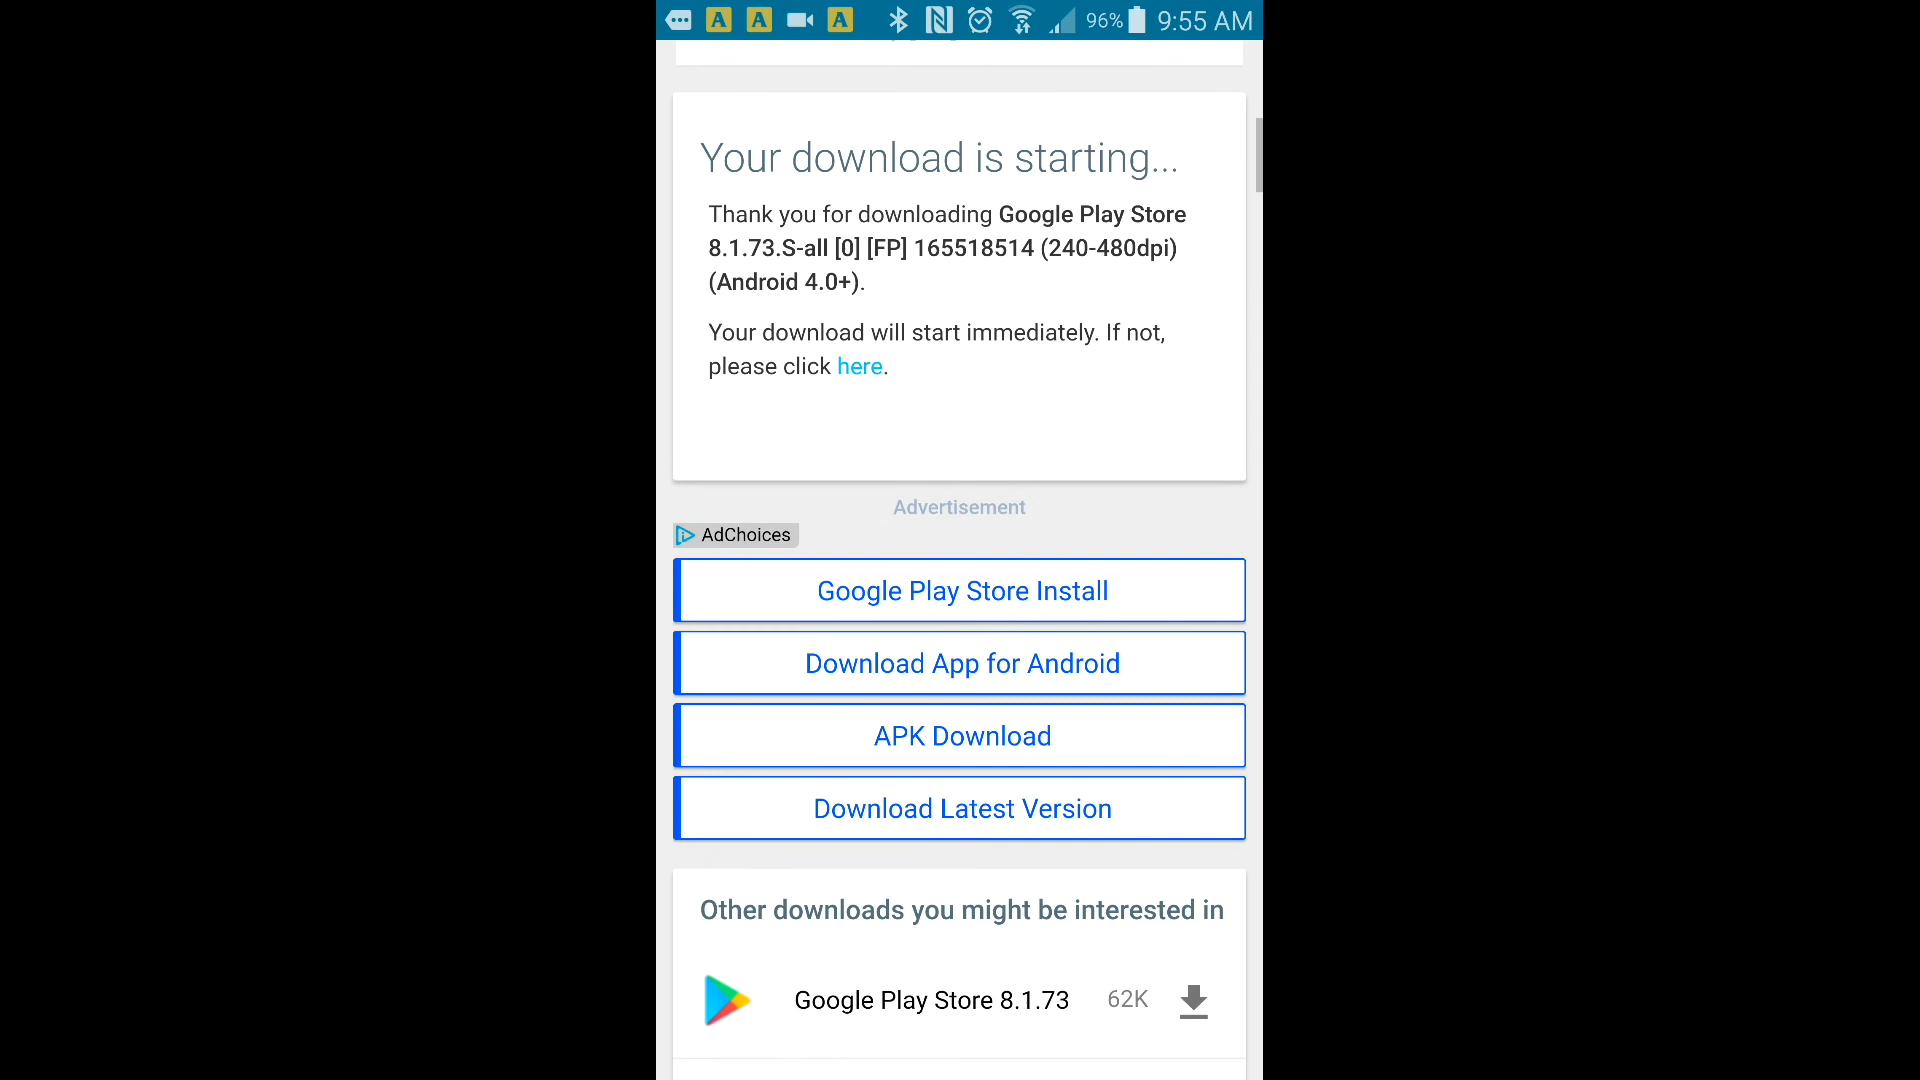 A A A 96% 9:55 AM
Your download is starting...
Thank you for downloading Google Play Store
8.1.73.S-all [0] [FP] 165518514 (240-480dpi)
(Android 4.0+).
Your download will start immediately. If not,
please click here.
Advertisement
AdChoices
Google Play Store Install
Download App for Android
APK Download
Download Latest Version
Other downloads you might be interested in
Google Play Store 8.1.73 62K